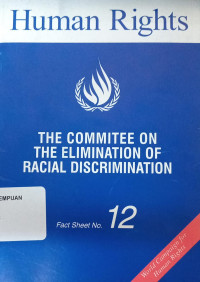 Human Rights
THE COMMITEE ON
THE ELIMINATION OF
RACIAL DISCRIMINATION
EMPUAN
Fact Sheet No. 12
World Campaign for
Human Rights